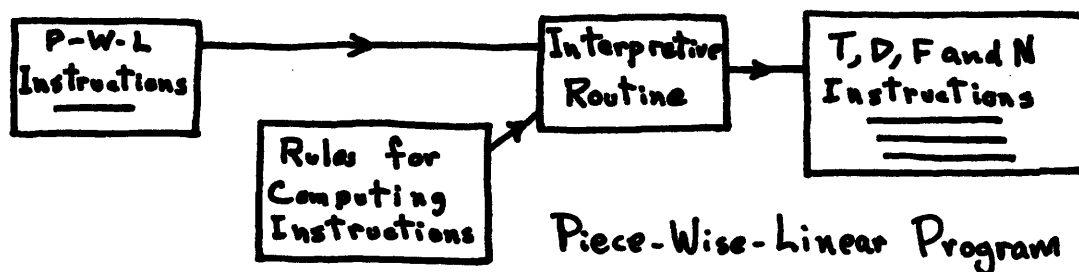 P-W-L
Instructions
Interpretive
Routine
T, D, F and N
Instructions
Rules for
Computing
Instructions
Piece-Wise-Linear Program